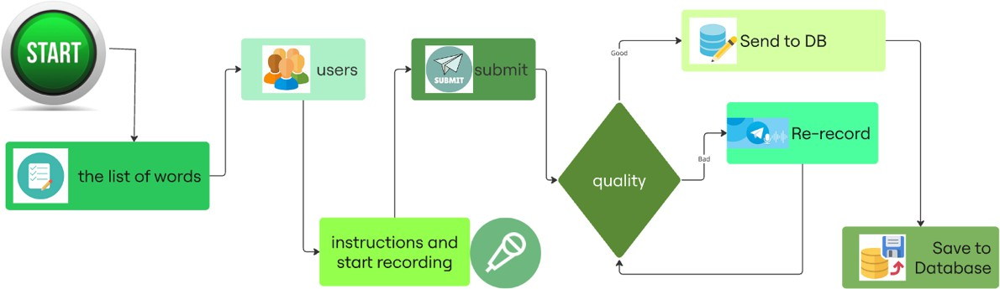 START
the list of words
users
instructions and
start recording
SUBMIT
submit
quality
Good
Send to DB
Bad
Re-record
Save to
Database